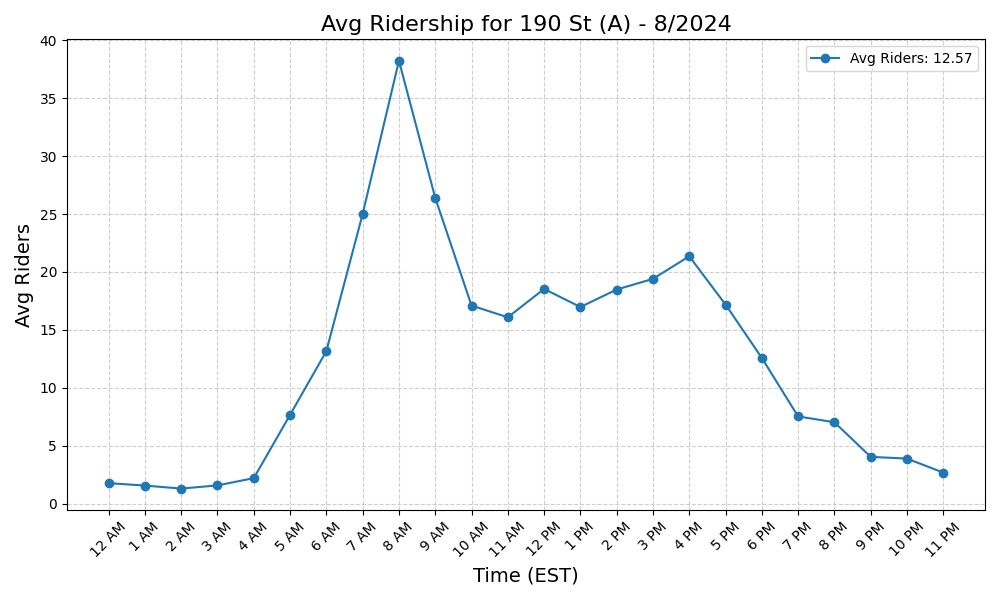 Avg Ridership for 190 St (A) - 8/2024
Avg Riders: 12.57
Avg Riders
40
35
30
25
20
15
10
5
0
12 AM
1 AM
2 AM
3 AM
4 AM
5 AM
6 AM
7 AM
8 AM
9 AM
10 AM
11 AM
12 PM
1 PM
2 PM
3 PM
4 PM
5 PM
6 PM
7 PM
8 PM
9 PM
10 PM
11 PM
Time (EST)